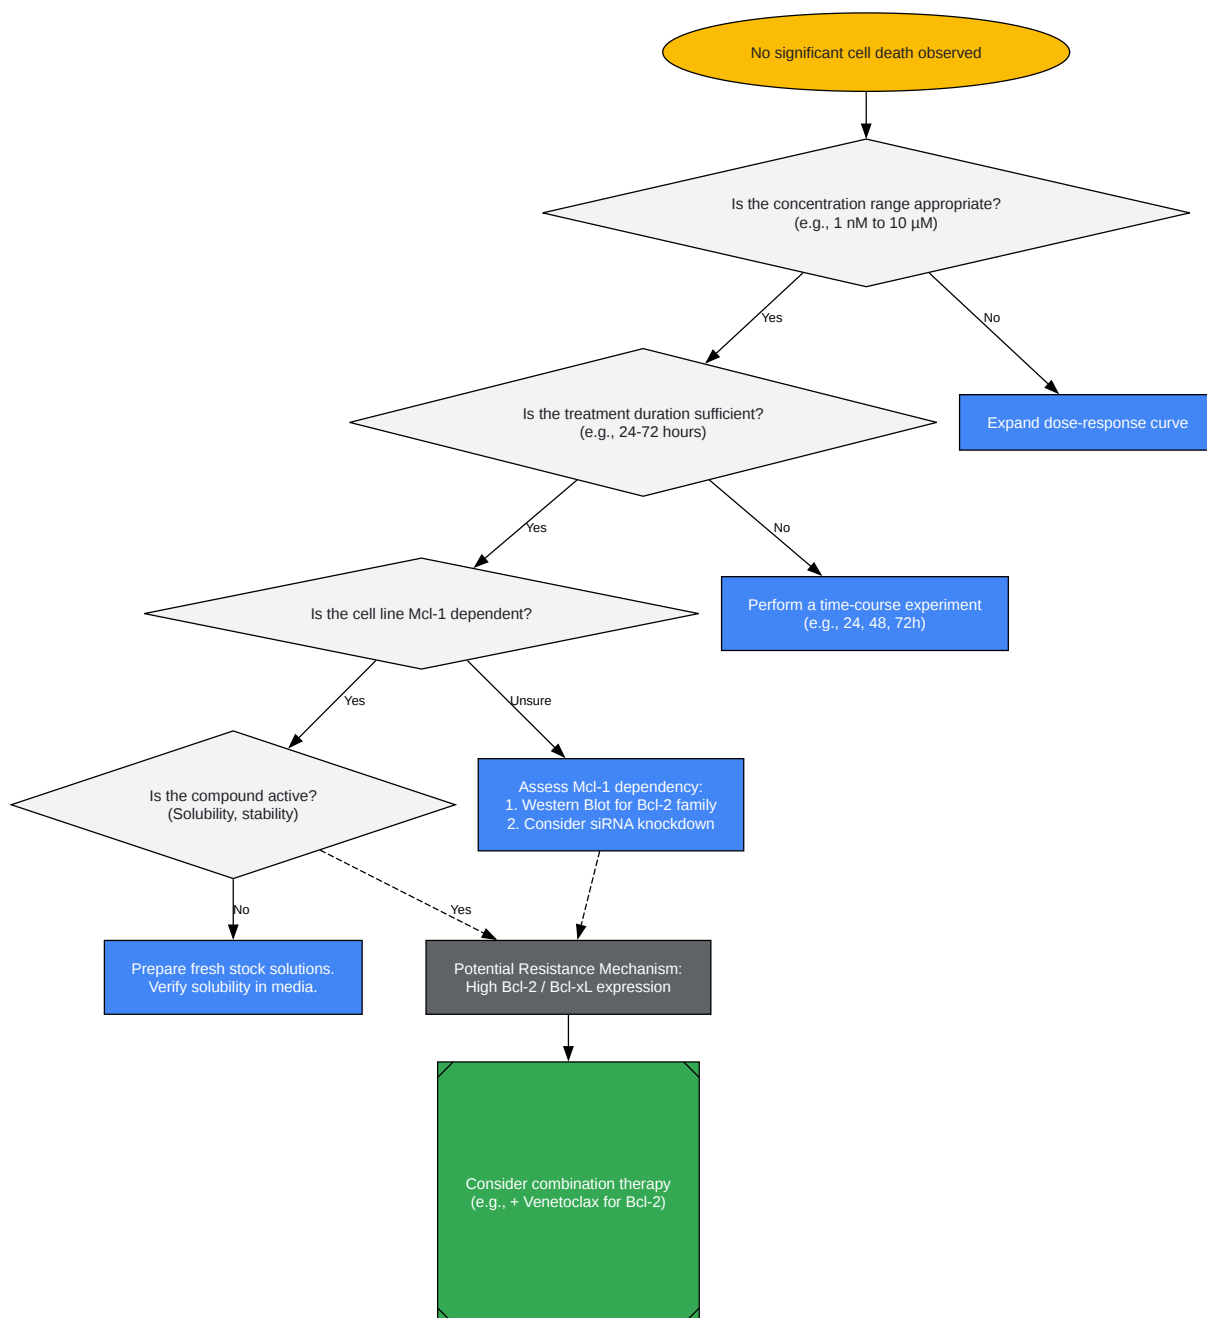 No significant cell death observed
Is the concentration range appropriate?
(e.g., 1 nM to 10 µM)
Yes
No
Is the treatment duration sufficient?
(e.g., 24-72 hours)
Expand dose-response curve
Yes
No
Is the cell line Mcl-1 dependent?
Perform a time-course experiment
(e.g., 24, 48, 72h)
Yes
Unsure
Is the compound active?
(Solubility, stability)
Assess Mcl-1 dependency:
1. Western Blot for Bcl-2 family
2. Consider siRNA knockdown
No
Yes
Prepare fresh stock solutions.
Verify solubility in media.
Potential Resistance Mechanism:
High Bcl-2 / Bcl-xL expression
Consider combination therapy
(e.g., + Venetoclax for Bcl-2)